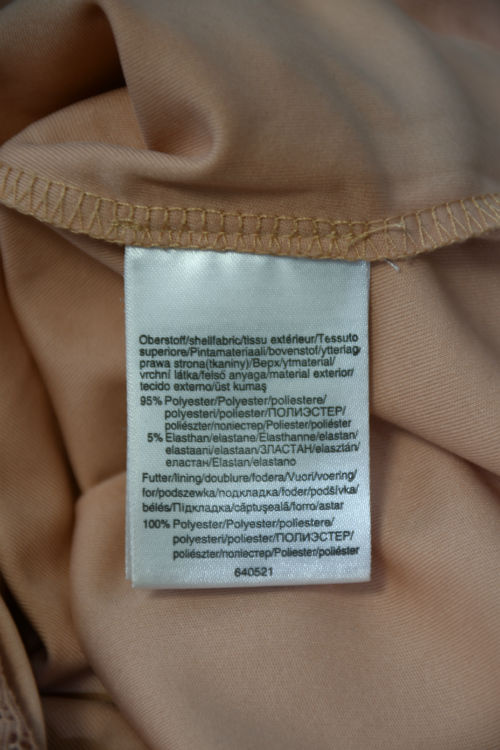 Oberstoff/shellfabric/tissu extérieur/Tessuto
superiore/Pintamateriaali/bovenstof/ytterlag/
prawa strona(tkaniny)/Верх/ytmaterial/
vrchní látka/felső anyaga/material exterior/
tecido externo/üst kumaş
95% Polyester/Polyester/poliestere/
polyesteri/poliester/ПОЛИЭСТЕР/
poliészter/поліестер/Poliester/poliéster
5% Elasthan/elastane/Elasthanne/elastan/
elastaani/elastaan/ЭЛАСТАН/elasztán/
еластан/Elastan/elastano
Futter/lining/doublure/fodera/Vuori/voering/
for/podszewka/подкладка/foder/podšívka/
bélés/Підкладка/căptuşeală/forro/astar
100% Polyester/Polyester/poliestere/
polyesteri/poliester/ПОЛИЭСТЕР/
poliészter/поліестер/Poliester/poliéster
640521